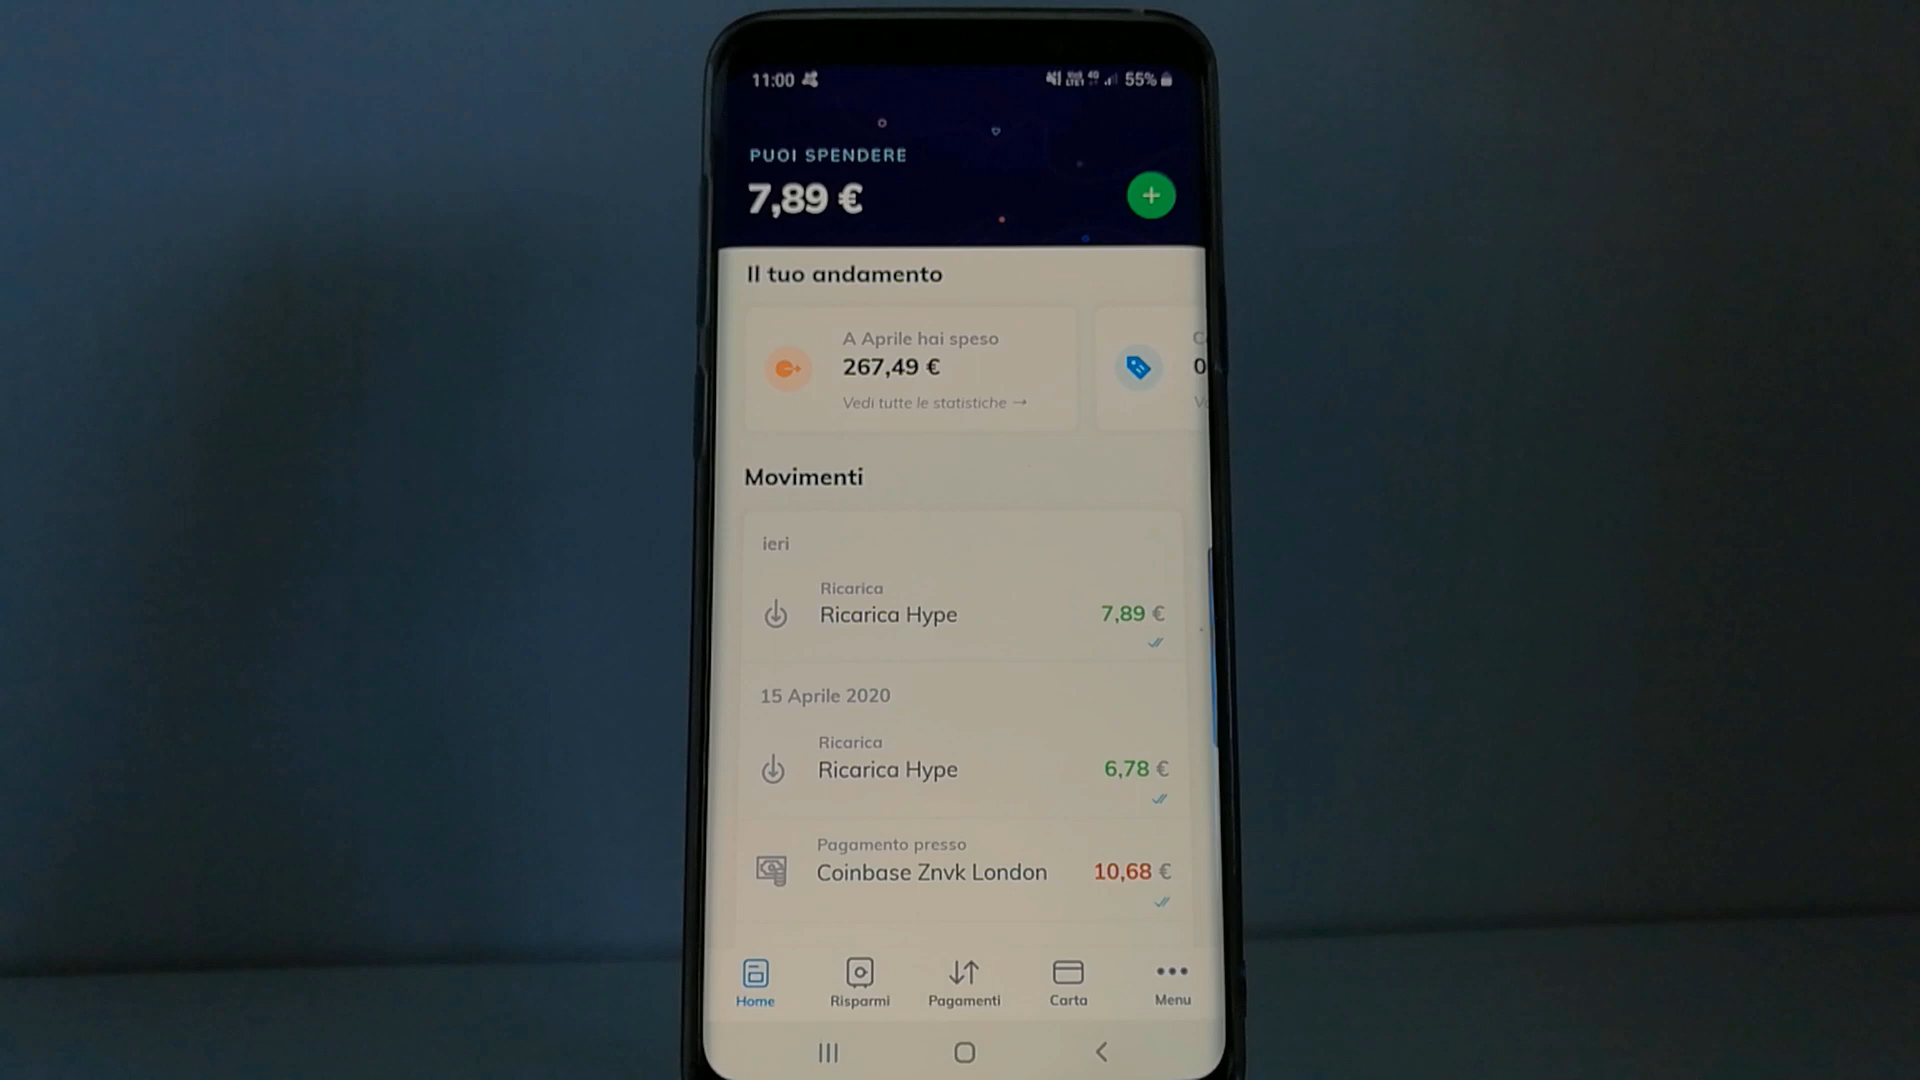 11:00 55%
PUOI SPENDERE
7,89 €
+
Il tuo andamento
A Aprile hai speso
267,49 €
Vedi tutte le statistiche →
0
Movimenti
ieri
Ricarica
Ricarica Hype 7,89 €
15 Aprile 2020
Ricarica
Ricarica Hype 6,78 €
Pagamento presso
Coinbase Znvk London 10,68 €
Home Risparmi Pagamenti Carta Menu